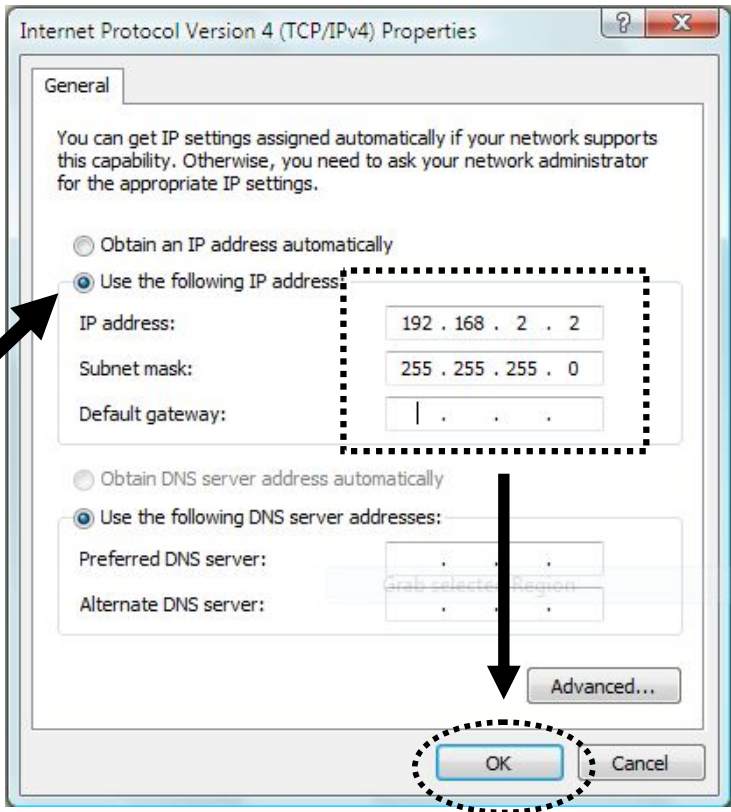 Internet Protocol Version 4 (TCP/IPv4) Properties
General
You can get IP settings assigned automatically if your network supports
this capability. Otherwise, you need to ask your network administrator
for the appropriate IP settings.
Obtain an IP address automatically
Use the following IP address:
IP address: 192 . 168 . 2 . 2
Subnet mask: 255 . 255 . 255 . 0
Default gateway: . . .
Obtain DNS server address automatically
Use the following DNS server addresses:
Preferred DNS server: . . .
Grab selected Region
Alternate DNS server: . . .
Advanced...
OK Cancel